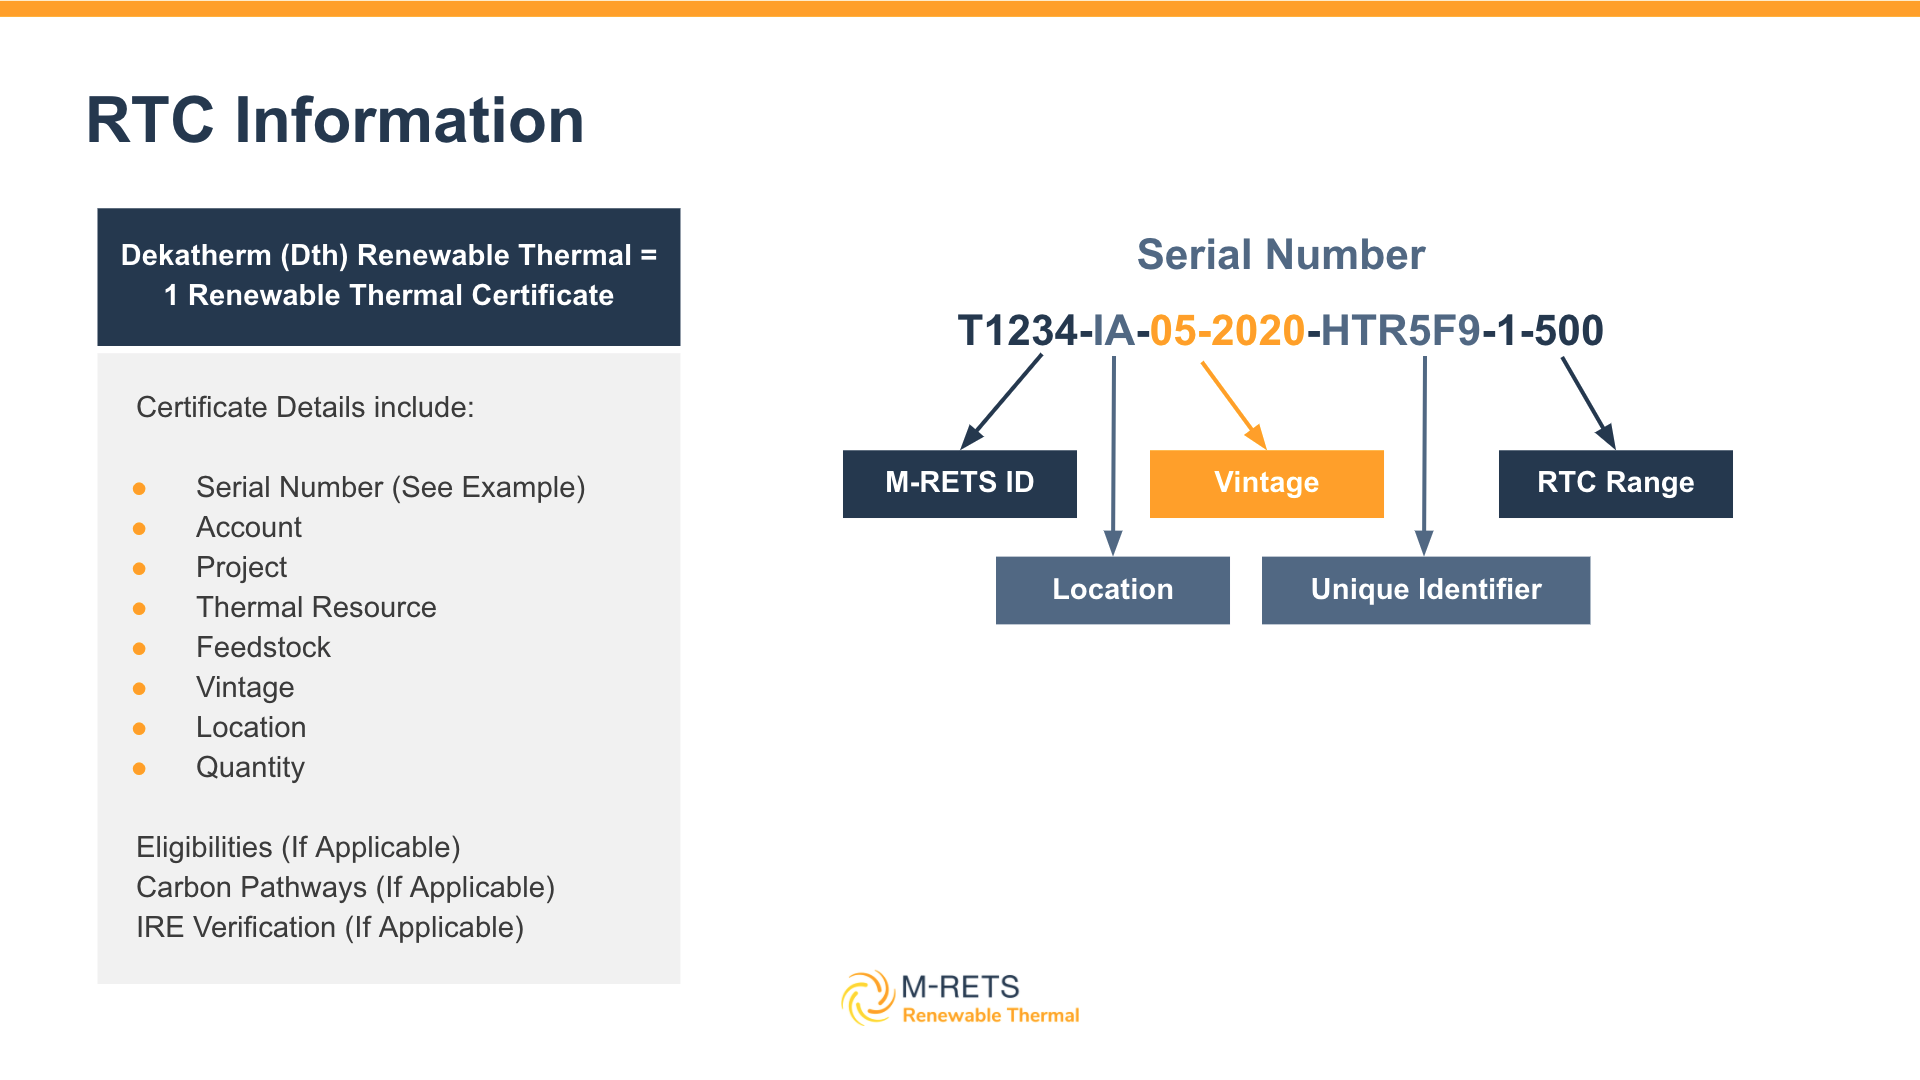 RTC Information
Dekatherm (Dth) Renewable Thermal =
1 Renewable Thermal Certificate
Certificate Details include:
● Serial Number (See Example)
● Account
● Project
● Thermal Resource
● Feedstock
● Vintage
● Location
● Quantity
Eligibilities (If Applicable)
Carbon Pathways (If Applicable)
IRE Verification (If Applicable)
Serial Number
T1234-IA-05-2020-HTR5F9-1-500
M-RETS ID
Vintage
RTC Range
Location
Unique Identifier
M-RETS
Renewable Thermal